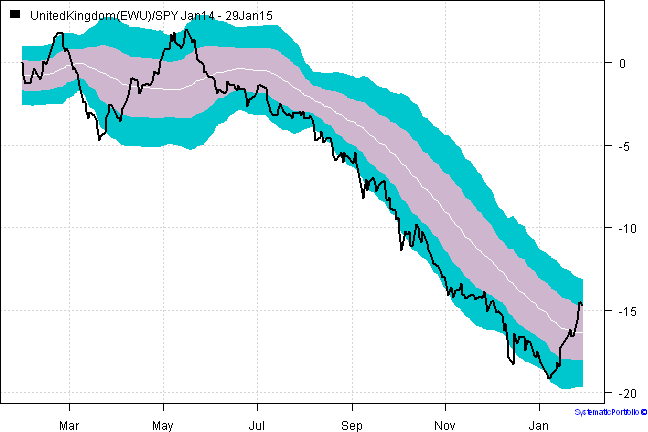 UnitedKingdom(EWU)/SPY Jan14 - 29Jan15
0
-5
-10
-15
-20
Mar May Jul Sep Nov Jan
SystematicPortfolio ©